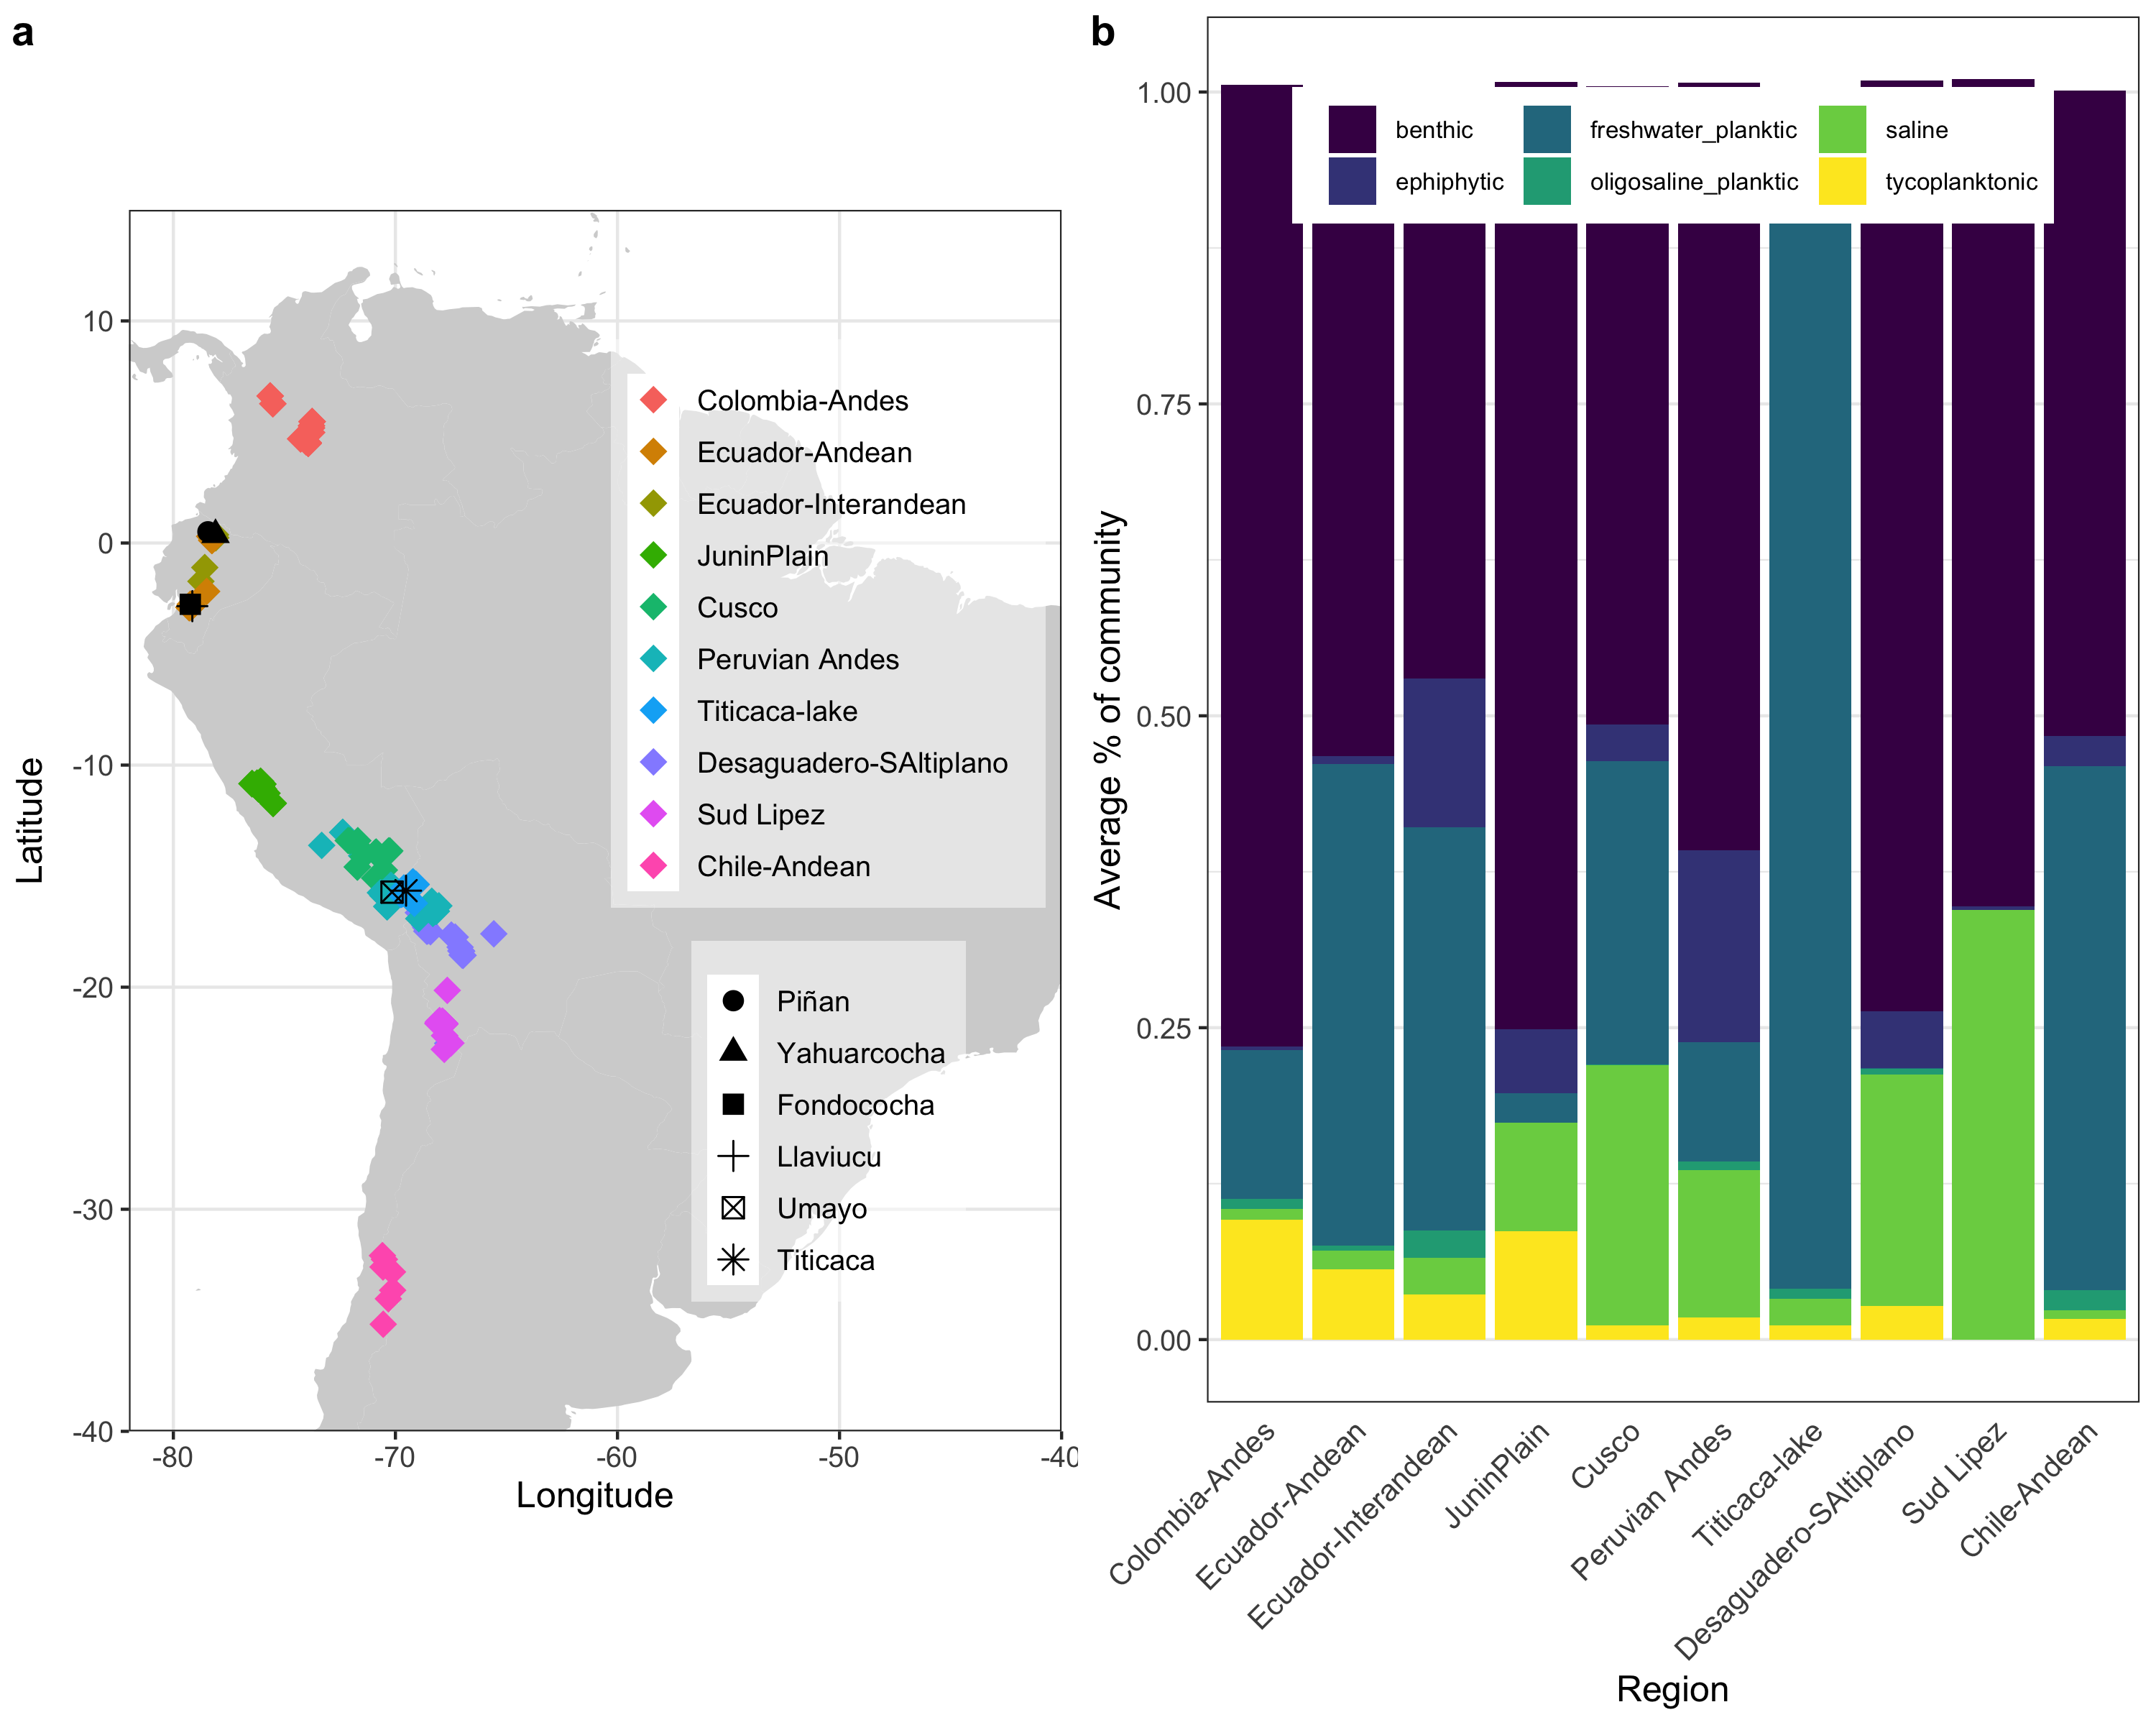 a
10
0
-10
-20
-30
-40
-80
-70
-60
-50
-40
Longitude
Latitude
Colombia-Andes
Ecuador-Andean
Ecuador-Interandean
JuninPlain
Cusco
Peruvian Andes
Titicaca-lake
Desaguadero-SAltiplano
Sud Lipez
Chile-Andean
Piñan
Yahuarcocha
Fondococha
Llaviucu
Umayo
Titicaca
b
benthic
freshwater_planktic
saline
ephiphytic
oligosaline_planktic
tycoplanktonic
1.00
0.75
0.50
0.25
0.00
Average % of community
Colombia-Andes
Ecuador-Andean
Ecuador-Interandean
JuninPlain
Cusco
Peruvian Andes
Titicaca-lake
Desaguadero-SAltiplano
Sud Lipez
Chile-Andean
Region